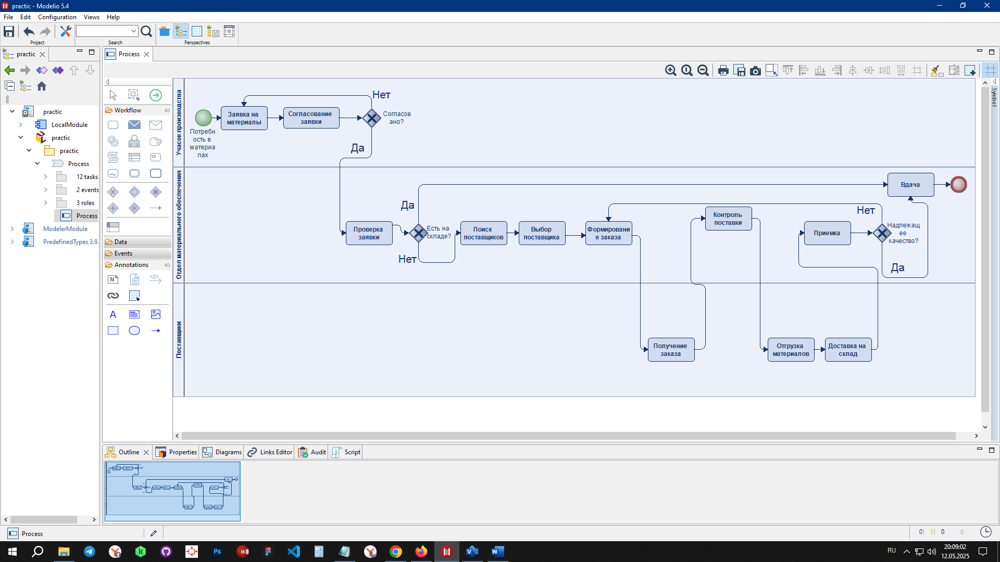 practic - Modelio 5.4
File Edit Configuration Views Help
Project
Search
Perspectives
practic
Process
Symbol
practic
LocalModule
practic
practic
Process
12 tasks
2 events
3 roles
Process
ModelerModule
PredefinedTypes 3.9.
Workflow
Data
Events
Annotations
N
<d>
A
Учасок производства
Потребн
ость в
материа
лах
Заявка на
материалы
Согласование
заявки
Нет
Согласов
ано?
Да
Отдел материального обеспечения
Проверка
заявки
Да
Есть на
складе?
Нет
Поиск
поставщиков
Выбор
поставщика
Формировани
е заказа
Контроль
поставки
Приемка
Нет
Надлежащ
ее
качество?
Да
Вдача
Поставщики
Получение
заказа
Отгрузка
материалов
Доставка на
склад
Outline Properties Diagrams Links Editor Audit Script
Process
0 3 0 0
Ps
RU
20:09:02
12.05.2025